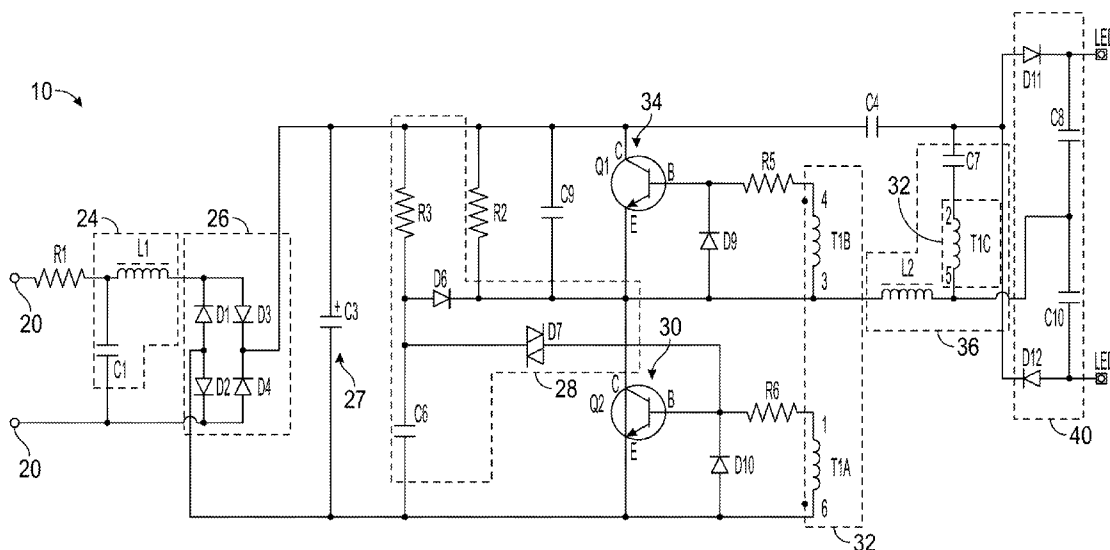 LED
D11
10
34
C4
C8
C
Q1
B
R5
C7
E
4
32
2
24
26
R3
R2
C9
T1B
T1C
R1
L1
D9
L2
5
3
20
D1
D3
D6
C3
+
D7
30
C10
C1
D2
D4
27
28
C
36
D12
LED
Q2
B
R6
C6
1
20
E
D10
T1A
40
6
32